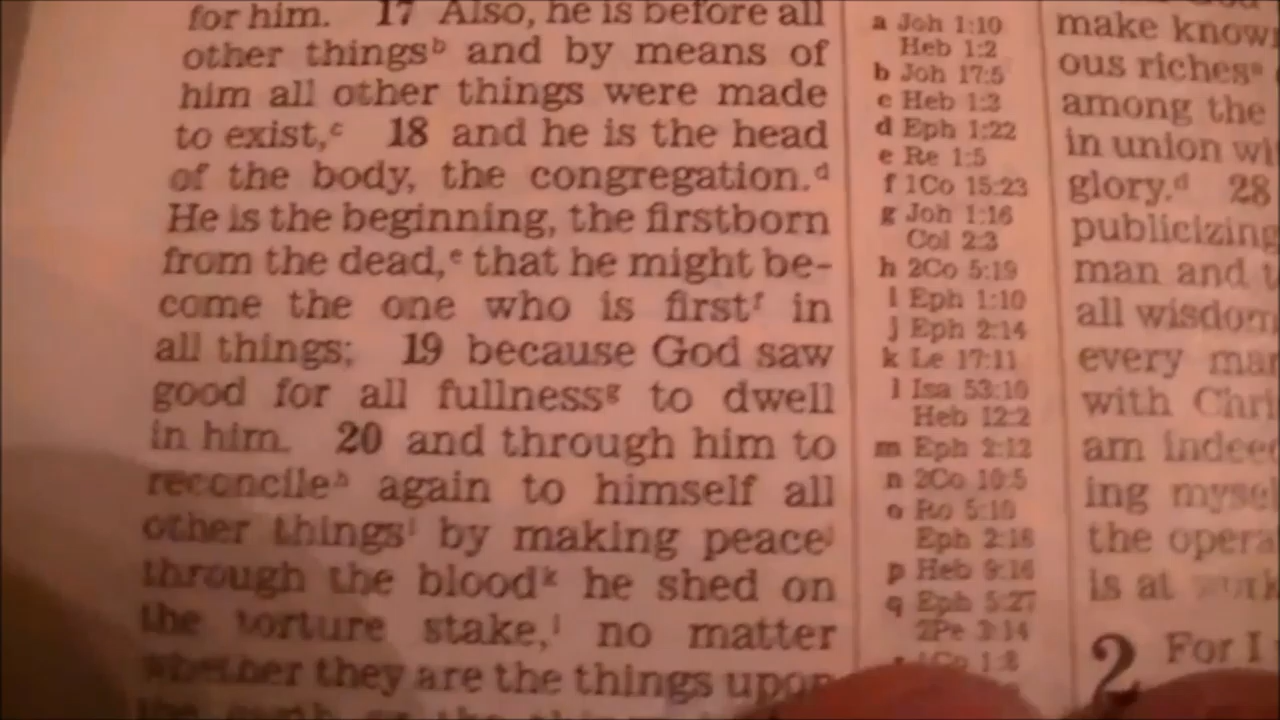 for him. 17 Also, he is before all
other things b and by means of
him all other things were made
to exist, c 18 and he is the head
of the body, the congregation. d
He is the beginning, the firstborn
from the dead, e that he might be-
come the one who is first f in
all things; 19 because God saw
good for all fullness g to dwell
in him. 20 and through him to
reconcile h again to himself all
other things i by making peace j
through the blood k he shed on
the torture stake, l no matter
whether they are the things upon
a Joh 1:10
Heb 1:2
b Joh 17:5
c Heb 1:3
d Eph 1:22
e Re 1:5
f 1Co 15:23
g Joh 1:16
Col 2:3
h 2Co 5:19
i Eph 1:10
j Eph 2:14
k Le 17:11
l Isa 53:10
Heb 12:2
m Eph 2:12
n 2Co 10:5
o Ro 5:10
Eph 2:16
p Heb 9:16
q Eph 5:27
2Pe 3:14
1Co 1:8
make know
ous riches e
among the
in union wi
glory. d 28
publicizing
man and t
all wisdom
every man
with Chri
am indeed
ing mysel
the opera
is at work
2 For I